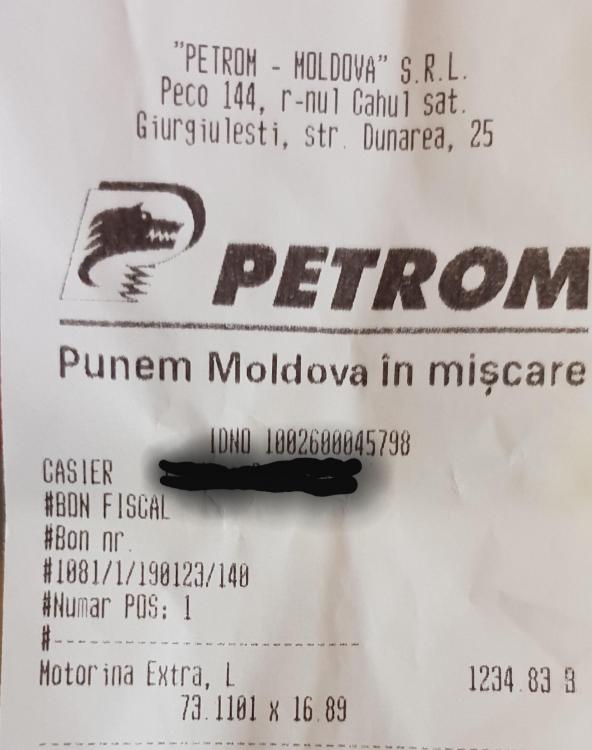 "PETROM - MOLDOVA" S.R.L.
Peco 144, r-nul Cahul sat.
Giurgiulesti, str. Dunarea, 25
PETROM
Punem Moldova în mișcare
IDNO 1002600045798
CASIER
#BON FISCAL
#Bon nr.
#1081/1/190123/140
#Numar POS: 1
#------------------------------
Motorina Extra, L 1234.83 B
73.1101 x 16.89